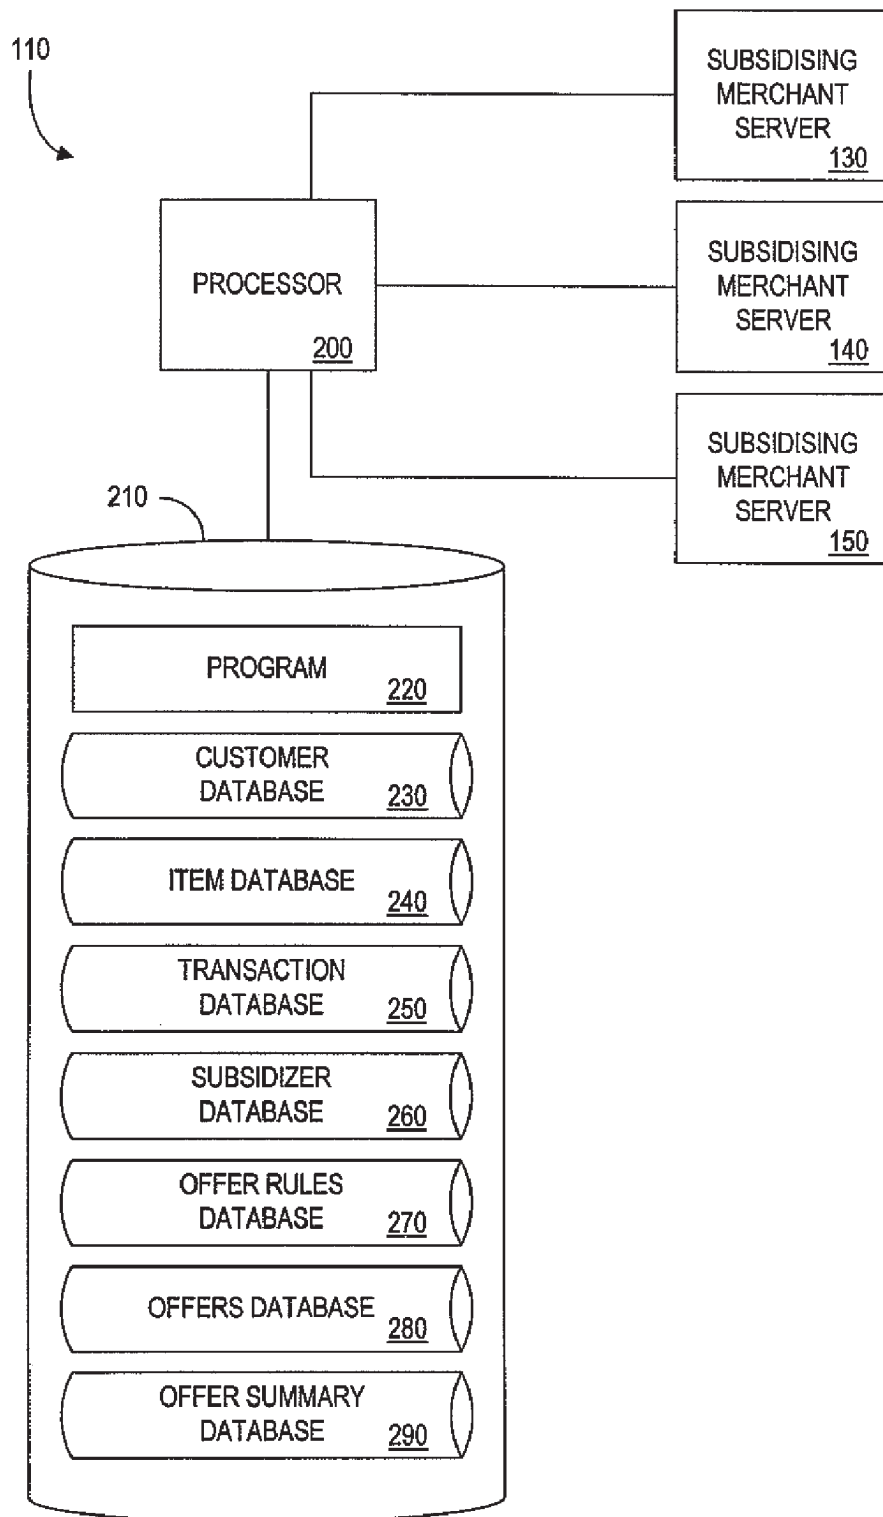 110
SUBSIDISING
MERCHANT
SERVER
130
PROCESSOR
200
SUBSIDISING
MERCHANT
SERVER
140
SUBSIDISING
MERCHANT
SERVER
150
210
PROGRAM
220
CUSTOMER
DATABASE
230
ITEM DATABASE
240
TRANSACTION
DATABASE
250
SUBSIDIZER
DATABASE
260
OFFER RULES
DATABASE
270
OFFERS DATABASE
280
OFFER SUMMARY
DATABASE
290